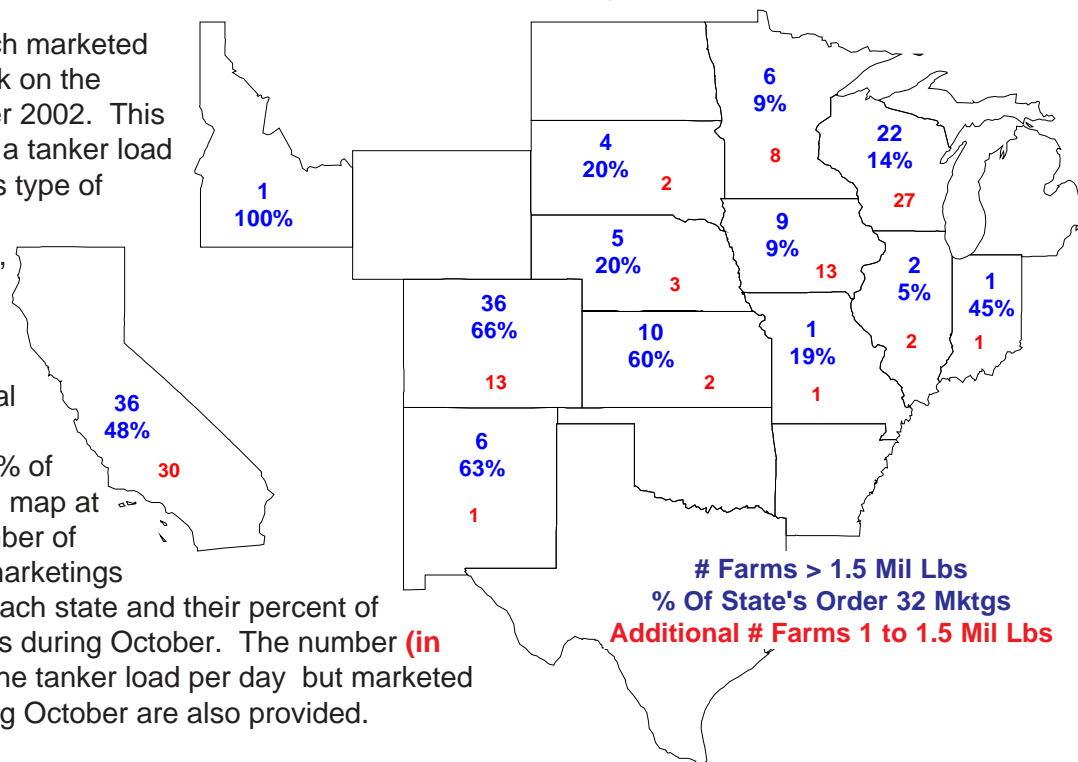 ch marketed
k on the
er 2002. This
a tanker load
s type of
,
al
% of
map at
ber of
narketings
each state and their percent of
s during October. The number (in
ne tanker load per day but marketed
ng October are also provided.
1
100%
36
48%
30
4
20%
2
6
9%
8
22
14%
27
5
20%
3
9
9%
13
2
5%
2
1
45%
1
36
66%
13
10
60%
2
1
19%
1
6
63%
1
# Farms > 1.5 Mil Lbs
% Of State's Order 32 Mktgs
Additional # Farms 1 to 1.5 Mil Lbs